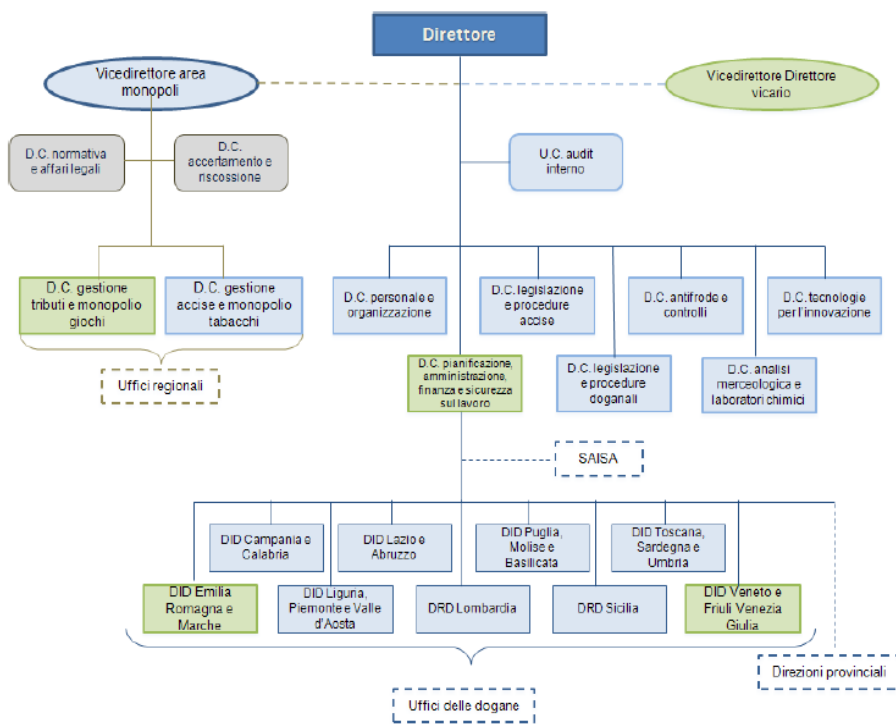 Direttore
Vicedirettore area
monopoli
Vicedirettore Direttore
vicario
D.C. normativa
e affari legali
D.C.
accertamento e
riscossione
U.C. audit
interno
D.C. gestione
tributi e monopolio
giochi
D.C. gestione
accise e monopolio
tabacchi
D.C. personale e
organizzazione
D.C. legislazione
e procedure
accise
D.C. antifrode e
controlli
D.C. tecnologie
per l'innovazione
Uffici regionali
D.C. pianificazione,
amministrazione,
finanza e sicurezza
sul lavoro
D.C. legislazione
e procedure
doganali
D.C. analisi
merceologica e
laboratori chimici
SAISA
DID Campania e
Calabria
DID Lazio e
Abruzzo
DID Puglia,
Molise e
Basilicata
DID Toscana,
Sardegna e
Umbria
DID Emilia
Romagna e
Marche
DID Liguria,
Piemonte e Valle
d'Aosta
DRD Lombardia
DRD Sicilia
DID Veneto e
Friuli Venezia
Giulia
Direzioni provinciali
Uffici delle dogane